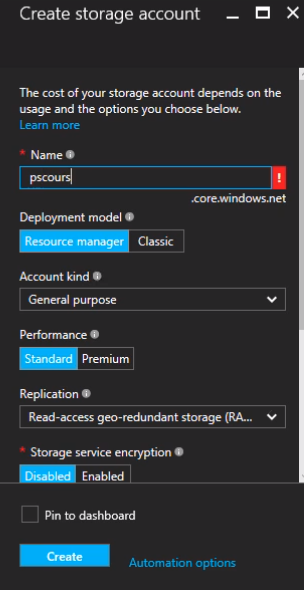 Create storage account
The cost of your storage account depends on the
usage and the options you choose below.
Learn more
* Name
pscours
!
.core.windows.net
Deployment model
Resource manager Classic
Account kind
General purpose
Performance
Standard Premium
Replication
Read-access geo-redundant storage (RA...
* Storage service encryption
Disabled Enabled
Pin to dashboard
Create Automation options